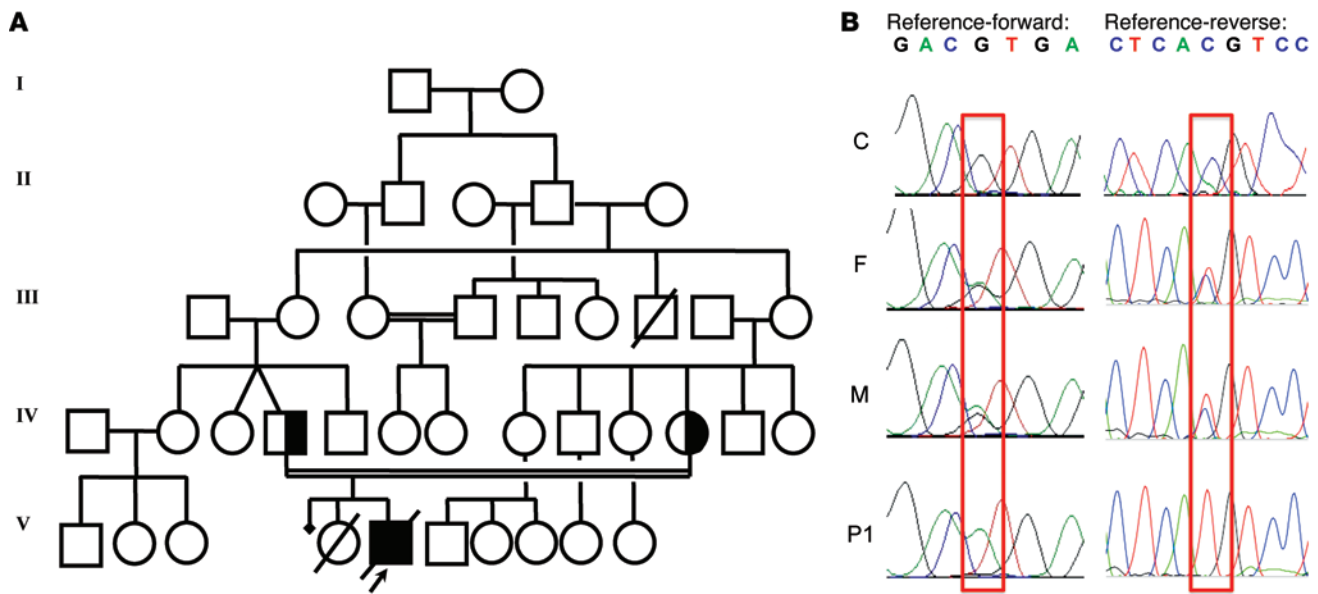 A
I
II
III
IV
V
B
Reference-forward:
G A C G T G A
Reference-reverse:
C T C A C G T C C
C
F
M
P1